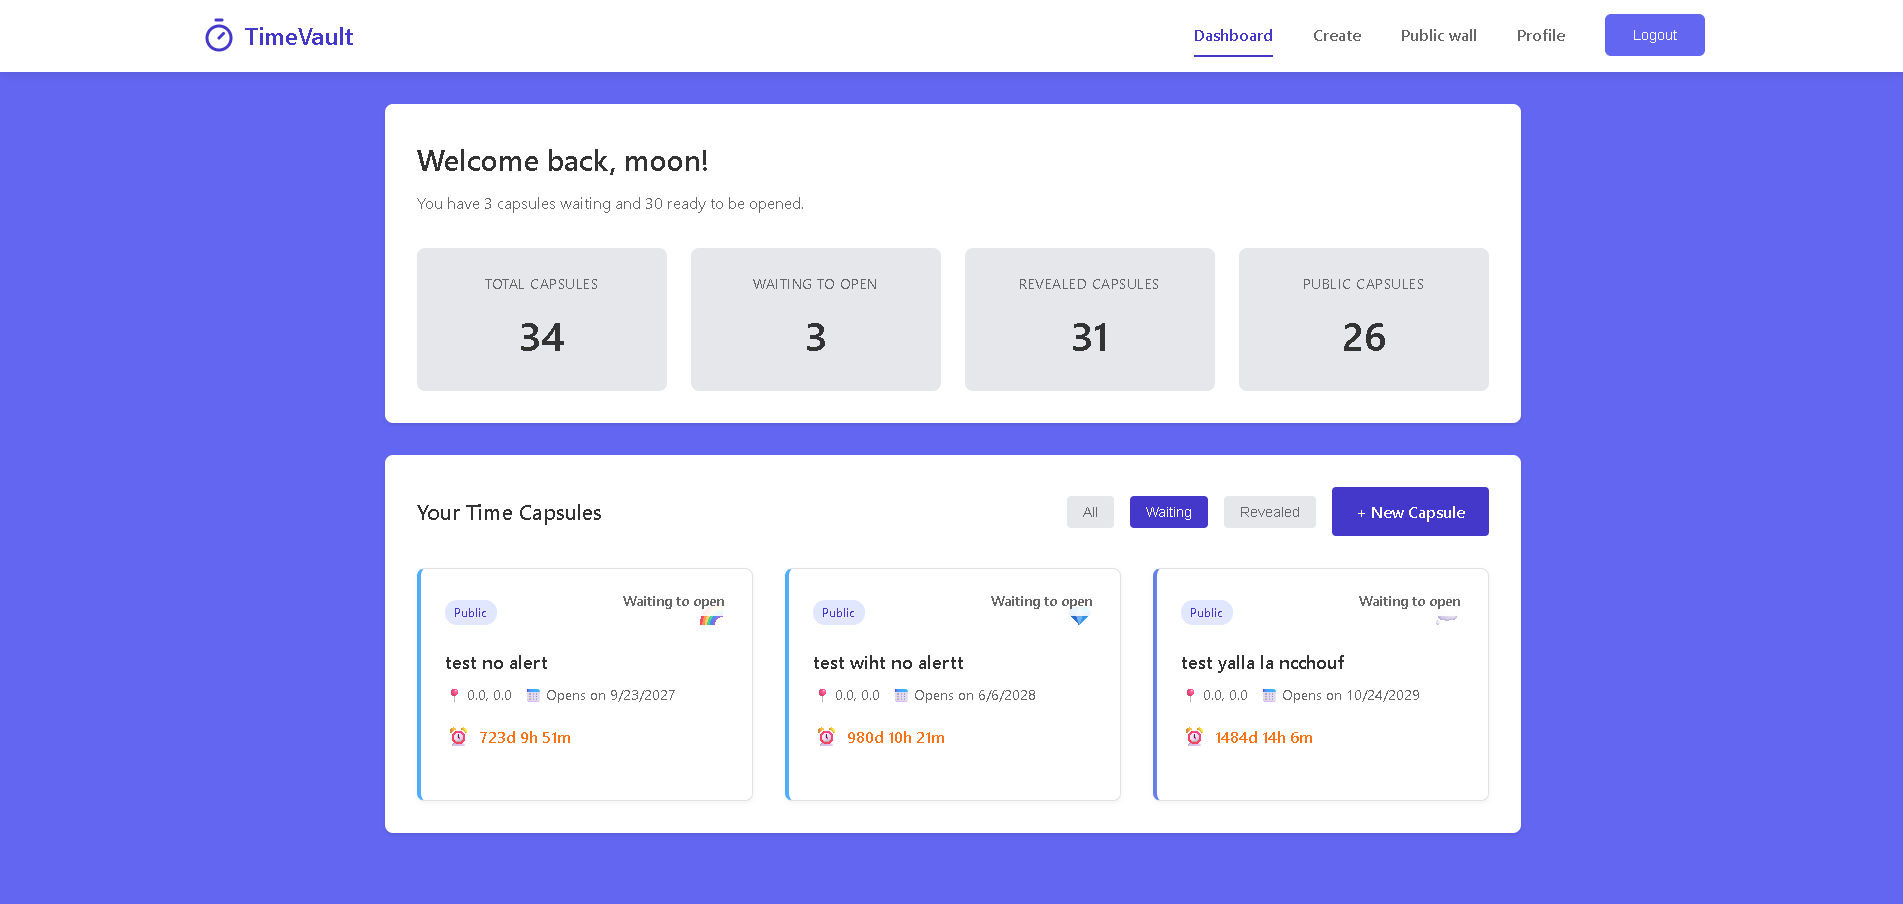 TimeVault
Dashboard
Create
Public wall
Profile
Logout
Welcome back, moon!
You have 3 capsules waiting and 30 ready to be opened.
TOTAL CAPSULES
34
WAITING TO OPEN
3
REVEALED CAPSULES
31
PUBLIC CAPSULES
26
Your Time Capsules
All
Waiting
Revealed
+ New Capsule
Public
Waiting to open
test no alert
0.0, 0.0
Opens on 9/23/2027
723d 9h 51m
Public
Waiting to open
test wiht no alertt
0.0, 0.0
Opens on 6/6/2028
980d 10h 21m
Public
Waiting to open
test yalla la ncchouf
0.0, 0.0
Opens on 10/24/2029
1484d 14h 6m